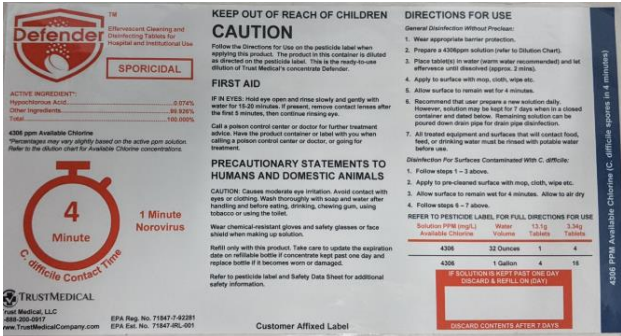 Defender
TM
Effervescent Cleaning and
Disinfecting Tablets for
Hospital and Institutional Use
SPORICIDAL
ACTIVE INGREDIENT*:
Hypochlorous Acid 0.074%
Other Ingredients 99.926%
Total 100.000%
4306 ppm Available Chlorine
*Percentages may vary slightly based on the active ppm solution.
Refer to the dilution chart for Available Chlorine concentrations.
4
Minute
C. difficile Contact Time
1 Minute
Norovirus
TRUSTMEDICAL
Trust Medical, LLC
-888-200-0917
www.TrustMedicalCompany.com
EPA Reg. No. 71847-7-92281
EPA Est. No. 71847-IRL-001
KEEP OUT OF REACH OF CHILDREN
CAUTION
Follow the Directions for Use on the pesticide label when
applying this product. The product in this container is diluted
as directed on the pesticide label. This is the ready-to-use
dilution of Trust Medical's concentrate Defender.
FIRST AID
IF IN EYES: Hold eye open and rinse slowly and gently with
water for 15-20 minutes. If present, remove contact lenses after
the first 5 minutes, then continue rinsing eye.
Call a poison control center or doctor for further treatment
advice. Have the product container or label with you when
calling a poison control center or doctor, or going for
treatment.
PRECAUTIONARY STATEMENTS TO
HUMANS AND DOMESTIC ANIMALS
CAUTION: Causes moderate eye irritation. Avoid contact with
eyes or clothing. Wash thoroughly with soap and water after
handling and before eating, drinking, chewing gum, using
tobacco or using the toilet.
Wear chemical-resistant gloves and safety glasses or face
shield when making up solution.
Refill only with this product. Take care to update the expiration
date on refillable bottle if concentrate kept past one day and
replace bottle if it becomes worn or damaged.
Refer to pesticide label and Safety Data Sheet for additional
safety information.
Customer Affixed Label
DIRECTIONS FOR USE
General Disinfection Without Preclean:
1. Wear appropriate barrier protection.
2. Prepare a 4306ppm solution (refer to Dilution Chart).
3. Place tablet(s) in water (warm water recommended) and let
effervesce until dissolved (approx. 2 mins).
4. Apply to surface with mop, cloth, wipe etc.
5. Allow surface to remain wet for 4 minutes.
6. Recommend that user prepare a new solution daily.
However, solution may be kept for 7 days when in a closed
container and dated below. Remaining solution can be
poured down drain pipe for drain pipe disinfection.
7. All treated equipment and surfaces that will contact food,
feed, or drinking water must be rinsed with potable water
before use.
Disinfection For Surfaces Contaminated With C. difficile:
1. Follow steps 1 – 3 above.
2. Apply to pre-cleaned surface with mop, cloth, wipe etc.
3. Allow surface to remain wet for 4 minutes. Allow to air dry
4. Follow steps 6 – 7 above.
REFER TO PESTICIDE LABEL FOR FULL DIRECTIONS FOR USE
Solution PPM (mg/L) Water 13.1g 3.34g
Available Chlorine Volume Tablets Tablets
4306 32 Ounces 1 4
4306 1 Gallon 4 16
IF SOLUTION IS KEPT PAST ONE DAY
DISCARD & REFILL ON (DAY)
DISCARD CONTENTS AFTER 7 DAYS
4306 PPM Available Chlorine (C. difficile spores in 4 minutes)